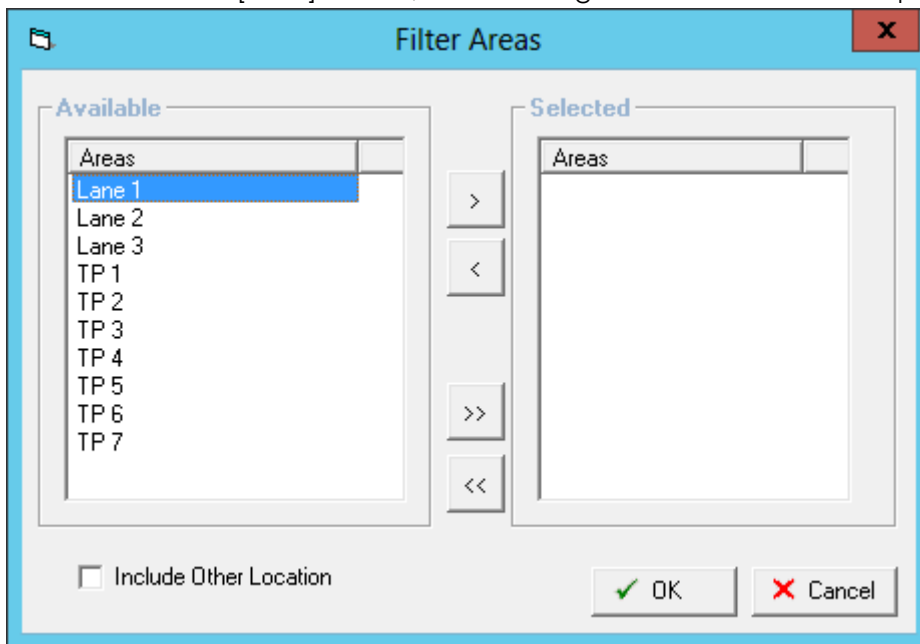 Filter Areas
x
Available
Areas
Lane 1
Lane 2
Lane 3
TP 1
TP 2
TP 3
TP 4
TP 5
TP 6
TP 7
>
<
>>
<<
Selected
Areas
Include Other Location
OK
Cancel